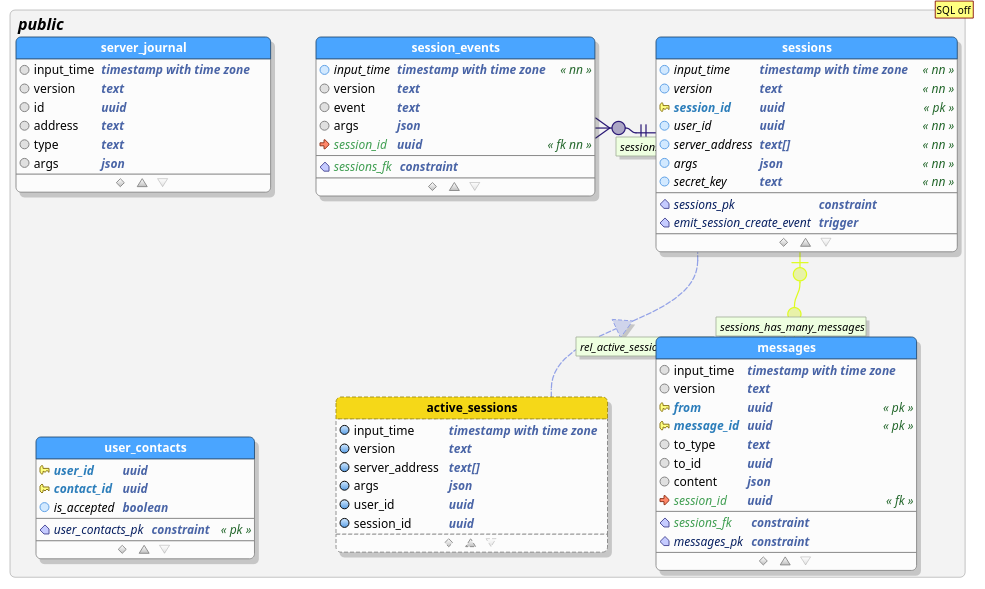 SQL off
public
server_journal
input_time timestamp with time zone
version text
id uuid
address text
type text
args json
session_events
input_time timestamp with time zone « nn »
version text
event text
args json
session_id uuid « fk nn »
sessions_fk constraint
sessions
input_time timestamp with time zone « nn »
version text « nn »
session_id uuid « pk »
user_id uuid « nn »
server_address text[] « nn »
args json « nn »
secret_key text « nn »
sessions_pk constraint
emit_session_create_event trigger
session
sessions_has_many_messages
rel_active_sessio
messages
input_time timestamp with time zone
version text
from uuid « pk »
message_id uuid « pk »
to_type text
to_id uuid
content json
session_id uuid « fk »
sessions_fk constraint
messages_pk constraint
active_sessions
input_time timestamp with time zone
version text
server_address text[]
args json
user_id uuid
session_id uuid
user_contacts
user_id uuid
contact_id uuid
is_accepted boolean
user_contacts_pk constraint « pk »